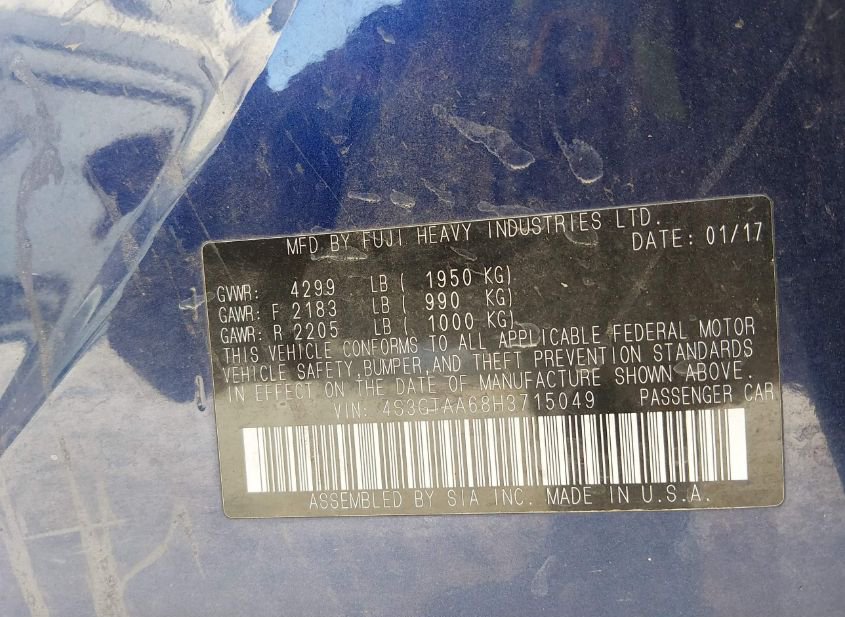 MFD. BY FUJI HEAVY INDUSTRIES LTD.
DATE: 01/17
GVWR: 4299 LB ( 1950 KG)
GAWR: F 2183 LB ( 990 KG)
GAWR: R 2205 LB ( 1000 KG)
THIS VEHICLE CONFORMS TO ALL APPLICABLE FEDERAL MOTOR
VEHICLE SAFETY,BUMPER,AND THEFT PREVENTION STANDARDS
IN EFFECT ON THE DATE OF MANUFACTURE SHOWN ABOVE.
VIN: 4S3GTAA68H3715049 PASSENGER CAR
ASSEMBLED BY SIA INC. MADE IN U.S.A.